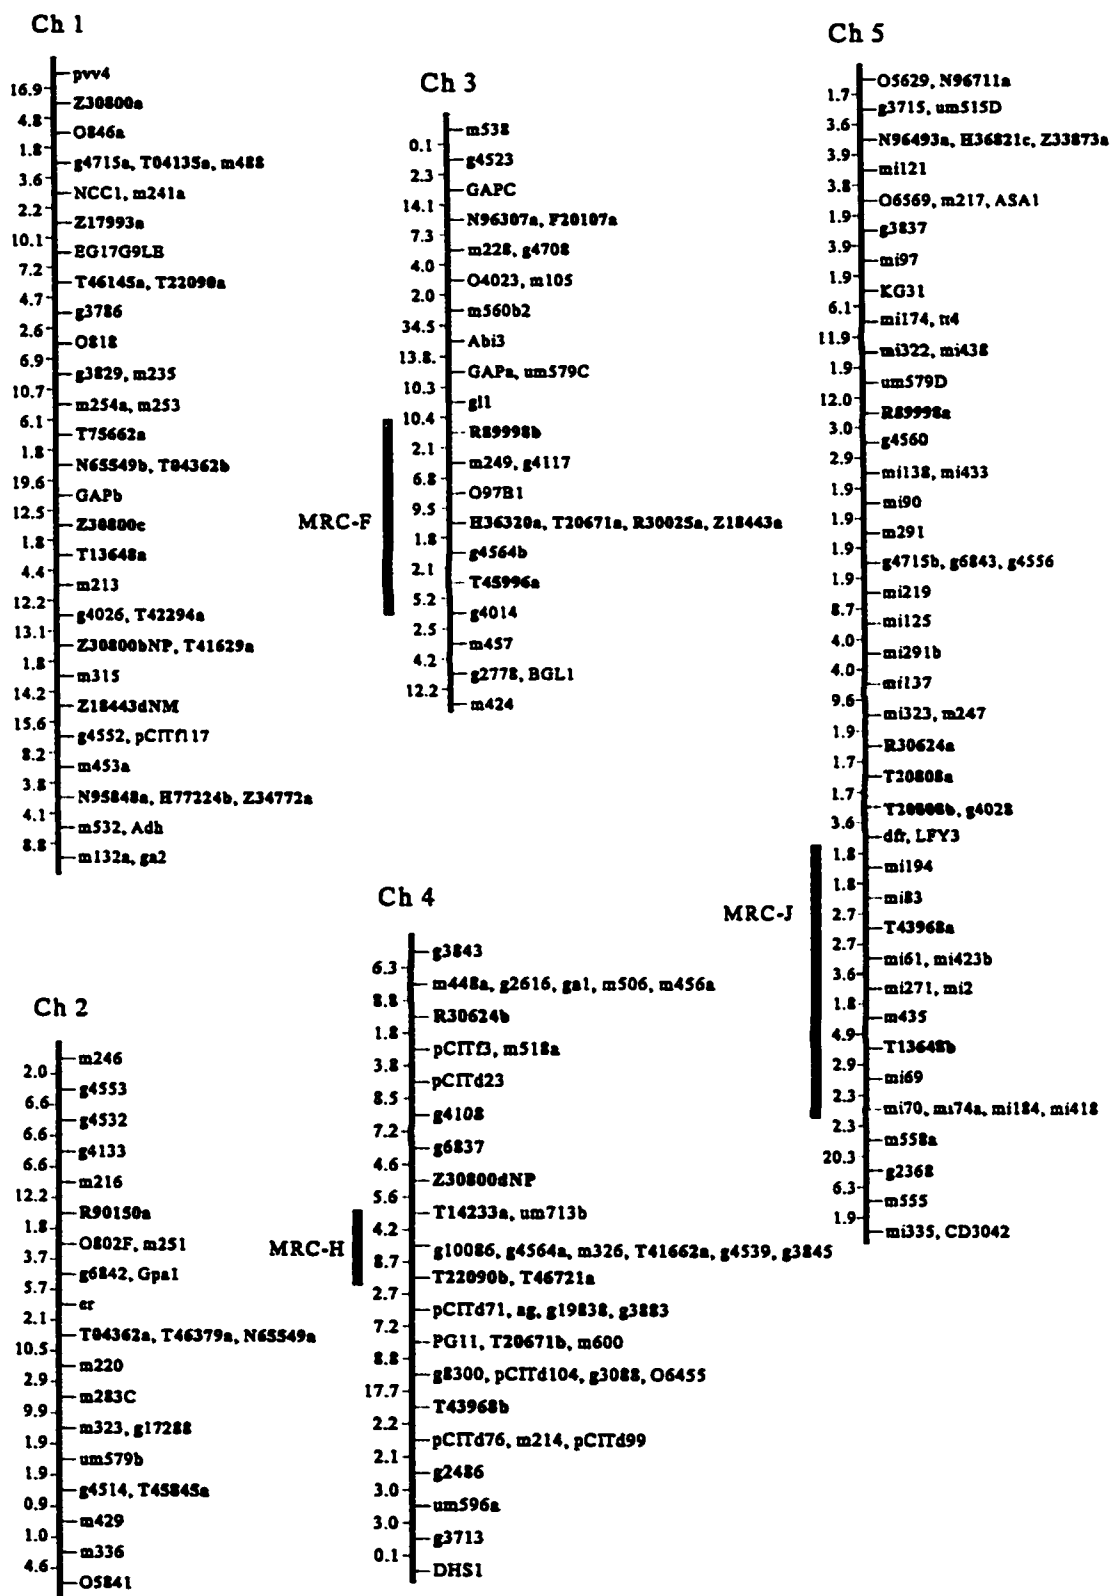 Ch 1
pvv4
16.9
Z30800a
4.8
O846a
1.8
g4715a, T04135a, m488
3.6
NCC1, m241a
2.2
Z17993a
10.1
EG17G9LE
7.2
T46145a, T22090a
4.7
g3786
2.6
O818
6.9
g3829, m235
10.7
m254a, m253
6.1
T75662a
1.8
N65549b, T04362b
19.6
GAPb
12.5
Z30800c
1.8
T13648a
4.4
m213
12.2
g4026, T42294a
13.1
Z30800bNP, T41629a
1.8
m315
14.2
Z18443dNM
15.6
g4552, pCITf117
8.2
m453a
3.8
N95848a, H77224b, Z34772a
4.1
m532, Adh
8.8
m132a, ga2
Ch 2
m246
2.0
g4553
6.6
g4532
6.6
g4133
6.6
m216
12.2
R90150a
1.8
O802F, m251
3.7
g6842, Gpa1
5.7
er
2.1
T04362a, T46379a, N65549a
10.5
m220
2.9
m283C
9.9
m323, g17288
1.9
um579b
1.9
g4514, T45845a
0.9
m429
1.0
m336
4.6
O5841
Ch 3
m538
0.1
g4523
2.3
GAPC
14.1
N96307a, F20107a
7.3
m228, g4708
4.0
O4023, m105
2.0
m560b2
34.5
Abi3
13.8.
GAPa, um579C
10.3
gl1
10.4
R89998b
2.1
m249, g4117
6.8
O97B1
9.5
MRC-F
H36320a, T20671a, R30025a, Z18443a
1.8
g4564b
2.1
T45996a
5.2
g4014
2.5
m457
4.2
g2778, BGL1
12.2
m424
Ch 4
g3843
6.3
m448a, g2616, ga1, m506, m456a
8.8
R30624b
1.8
pCITf3, m518a
3.8
pCITd23
8.5
g4108
7.2
g6837
4.6
Z30800dNP
5.6
T14233a, um713b
4.2
MRC-H
g10086, g4564a, m326, T41662a, g4539, g3845
8.7
T22090b, T46721a
2.7
pCITd71, ag, g19838, g3883
7.2
PG11, T20671b, m600
8.8
g8300, pCITd104, g3088, O6455
17.7
T43968b
2.2
pCITd76, m214, pCITd99
2.1
g2486
3.0
um596a
3.0
g3713
0.1
DHS1
Ch 5
O5629, N96711a
1.7
g3715, um515D
3.6
N96493a, H36821c, Z33873a
3.9
mi121
3.8
O6569, m217, ASA1
1.9
g3837
3.9
mi97
1.9
KG31
6.1
mi174, tt4
11.9
mi322, mi438
1.9
um579D
12.0
R89998a
3.0
g4560
2.9
mi138, mi433
1.9
mi90
1.9
m291
1.9
g4715b, g6843, g4556
1.9
mi219
8.7
mi125
4.0
mi291b
4.0
mi137
9.6
mi323, m247
1.9
R30624a
1.7
T20808a
1.7
T20808b, g4028
3.6
dfr, LFY3
1.8
mi194
1.8
mi83
2.7
MRC-J
T43968a
2.7
mi61, mi423b
3.6
mi271, mi2
1.8
m435
4.9
T13648b
2.9
mi69
2.3
mi70, mi74a, mi184, mi418
2.3
m558a
20.3
g2368
6.3
m555
1.9
mi335, CD3042